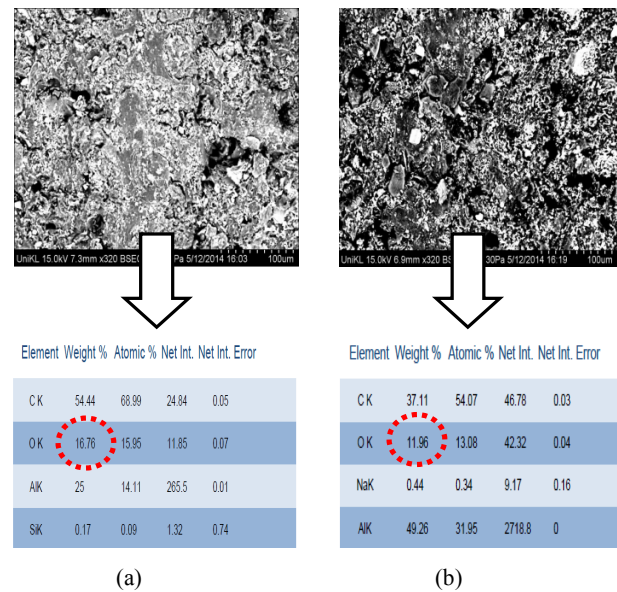 UniKL 15.0kV 7.3mm x320 BSE Pa 5/12/2014 16:03 100um
UniKL 15.0kV 6.9mm x320 30Pa 5/12/2014 16:19 100um
Element Weight % Atomic % Net Int. Net Int. Error
C K 54.44 68.99 24.84 0.05
O K 16.76 15.95 11.85 0.07
AlK 25 14.11 265.5 0.01
SiK 0.17 0.09 1.32 0.74
(a)
Element Weight % Atomic % Net Int. Net Int. Error
C K 37.11 54.07 46.78 0.03
O K 11.96 13.08 42.32 0.04
NaK 0.44 0.34 9.17 0.16
AlK 49.26 31.95 2718.8 0
(b)